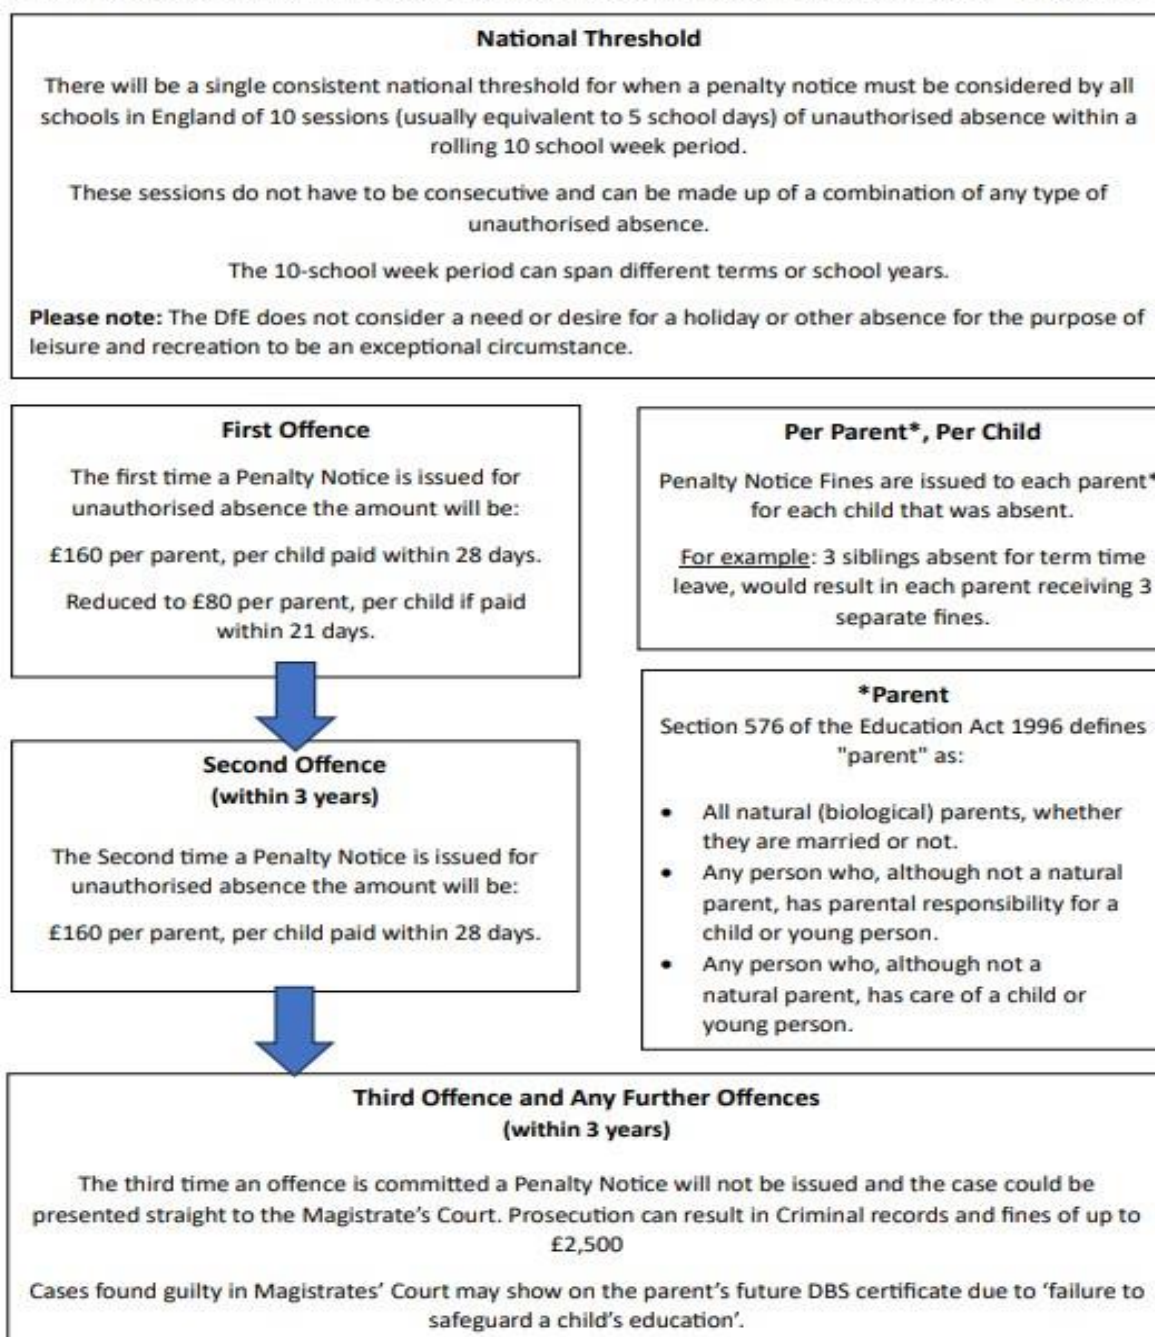 National Threshold
There will be a single consistent national threshold for when a penalty notice must be considered by all
schools in England of 10 sessions (usually equivalent to 5 school days) of unauthorised absence within a
rolling 10 school week period.
These sessions do not have to be consecutive and can be made up of a combination of any type of
unauthorised absence.
The 10-school week period can span different terms or school years.
Please note: The DfE does not consider a need or desire for a holiday or other absence for the purpose of
leisure and recreation to be an exceptional circumstance.
First Offence
The first time a Penalty Notice is issued for
unauthorised absence the amount will be:
£160 per parent, per child paid within 28 days.
Reduced to £80 per parent, per child if paid
within 21 days.
Per Parent*, Per Child
Penalty Notice Fines are issued to each parent*
for each child that was absent.
For example: 3 siblings absent for term time
leave, would result in each parent receiving 3
separate fines.
*Parent
Section 576 of the Education Act 1996 defines
"parent" as:
• All natural (biological) parents, whether
they are married or not.
• Any person who, although not a natural
parent, has parental responsibility for a
child or young person.
• Any person who, although not a
natural parent, has care of a child or
young person.
Second Offence
(within 3 years)
The Second time a Penalty Notice is issued for
unauthorised absence the amount will be:
£160 per parent, per child paid within 28 days.
Third Offence and Any Further Offences
(within 3 years)
The third time an offence is committed a Penalty Notice will not be issued and the case could be
presented straight to the Magistrate's Court. Prosecution can result in Criminal records and fines of up to
£2,500
Cases found guilty in Magistrates' Court may show on the parent's future DBS certificate due to 'failure to
safeguard a child's education'.